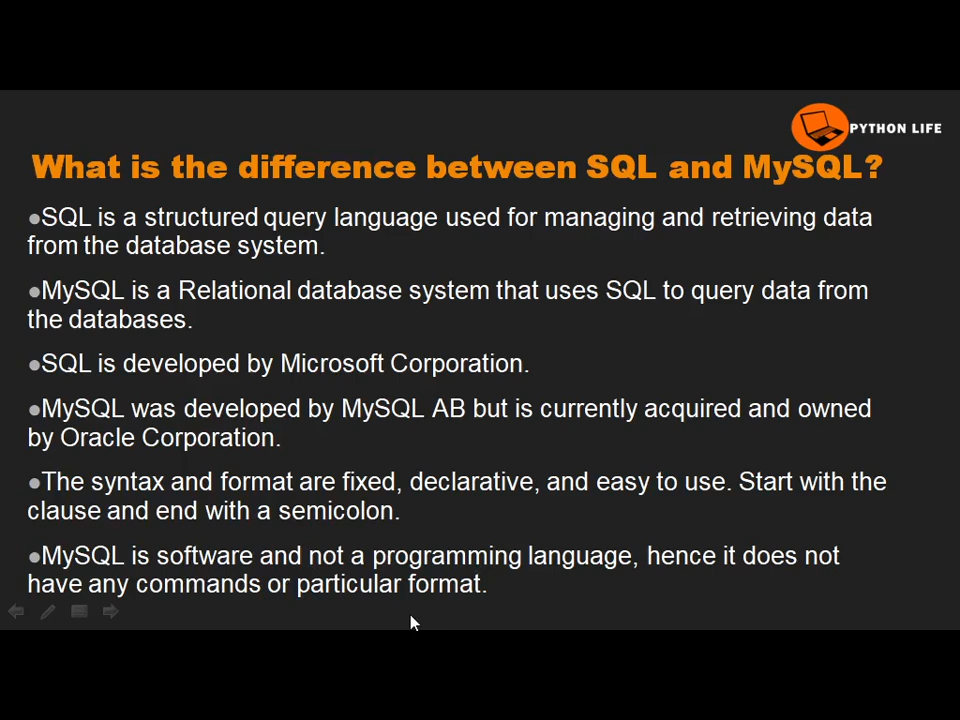 PYTHON LIFE
What is the difference between SQL and MySQL?
●SQL is a structured query language used for managing and retrieving data
from the database system.
●MySQL is a Relational database system that uses SQL to query data from
the databases.
●SQL is developed by Microsoft Corporation.
●MySQL was developed by MySQL AB but is currently acquired and owned
by Oracle Corporation.
●The syntax and format are fixed, declarative, and easy to use. Start with the
clause and end with a semicolon.
●MySQL is software and not a programming language, hence it does not
have any commands or particular format.